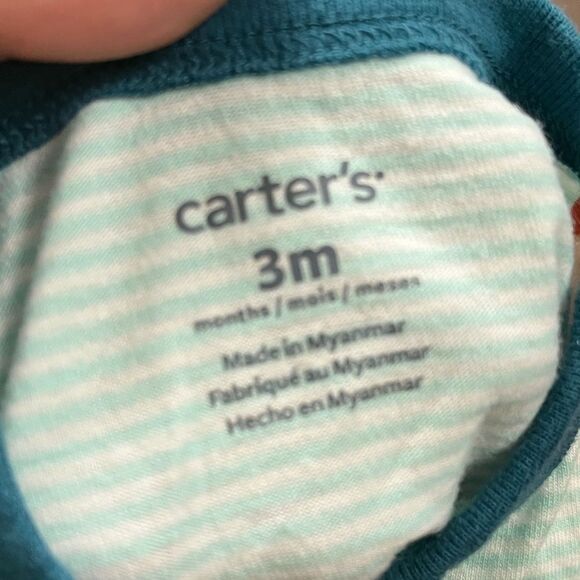 carter's
3m
months / mois / meses
Made in Myanmar
Fabriqué au Myanmar
Hecho en Myanmar